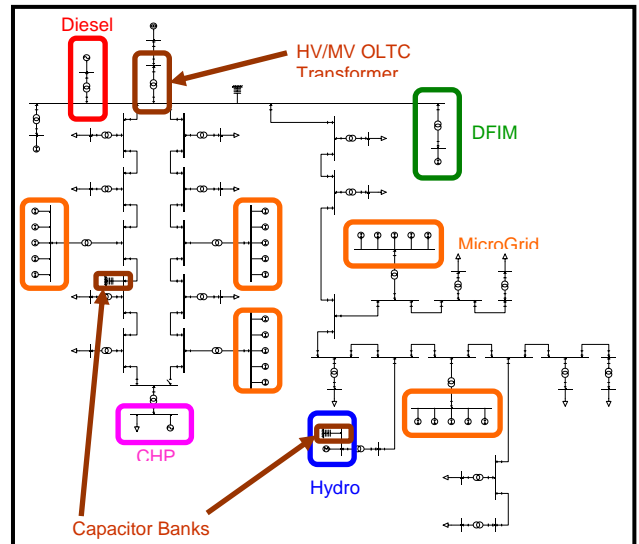 Diesel
HV/MV OLTC
Transformer
DFIM
MicroGrid
CHP
Hydro
Capacitor Banks